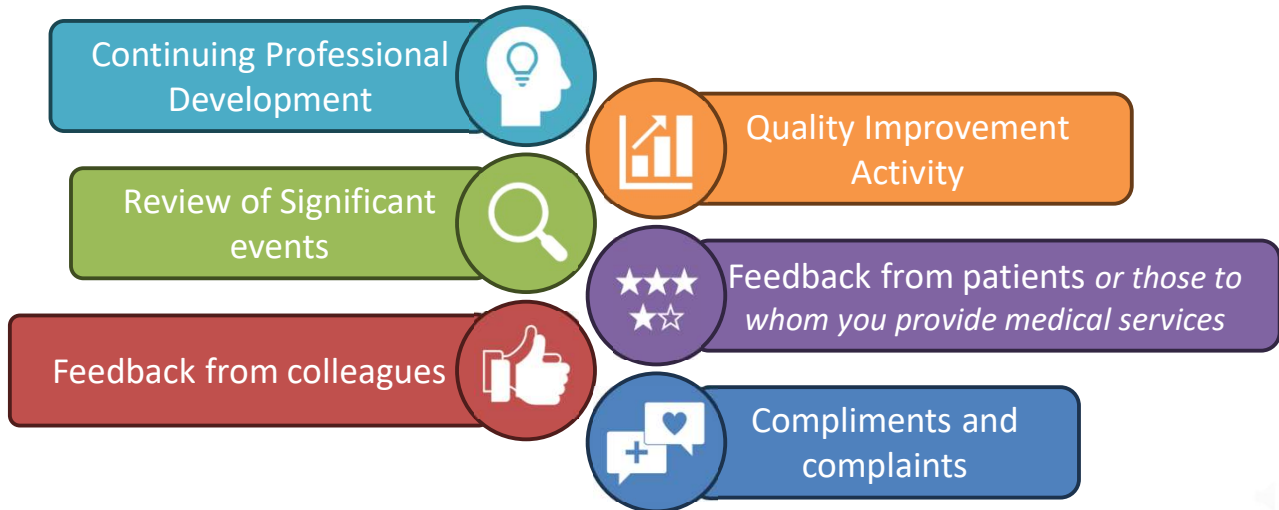 Continuing Professional
Development
Quality Improvement
Activity
Review of Significant
events
Feedback from patients or those to
whom you provide medical services
Feedback from colleagues
Compliments and
complaints